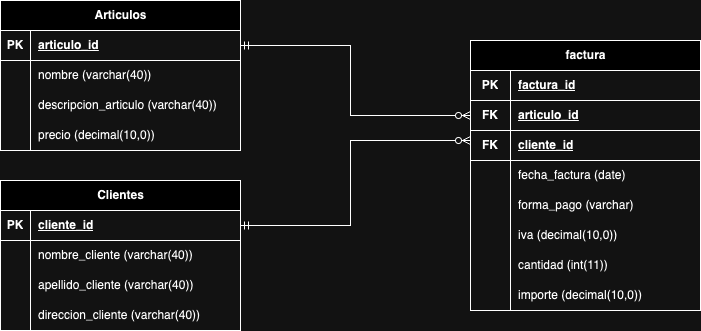 Articulos
PK articulo_id
nombre (varchar(40))
descripcion_articulo (varchar(40))
precio (decimal(10,0))
Clientes
PK cliente_id
nombre_cliente (varchar(40))
apellido_cliente (varchar(40))
direccion_cliente (varchar(40))
factura
PK factura_id
FK articulo_id
FK cliente_id
fecha_factura (date)
forma_pago (varchar)
iva (decimal(10,0))
cantidad (int(11))
importe (decimal(10,0))